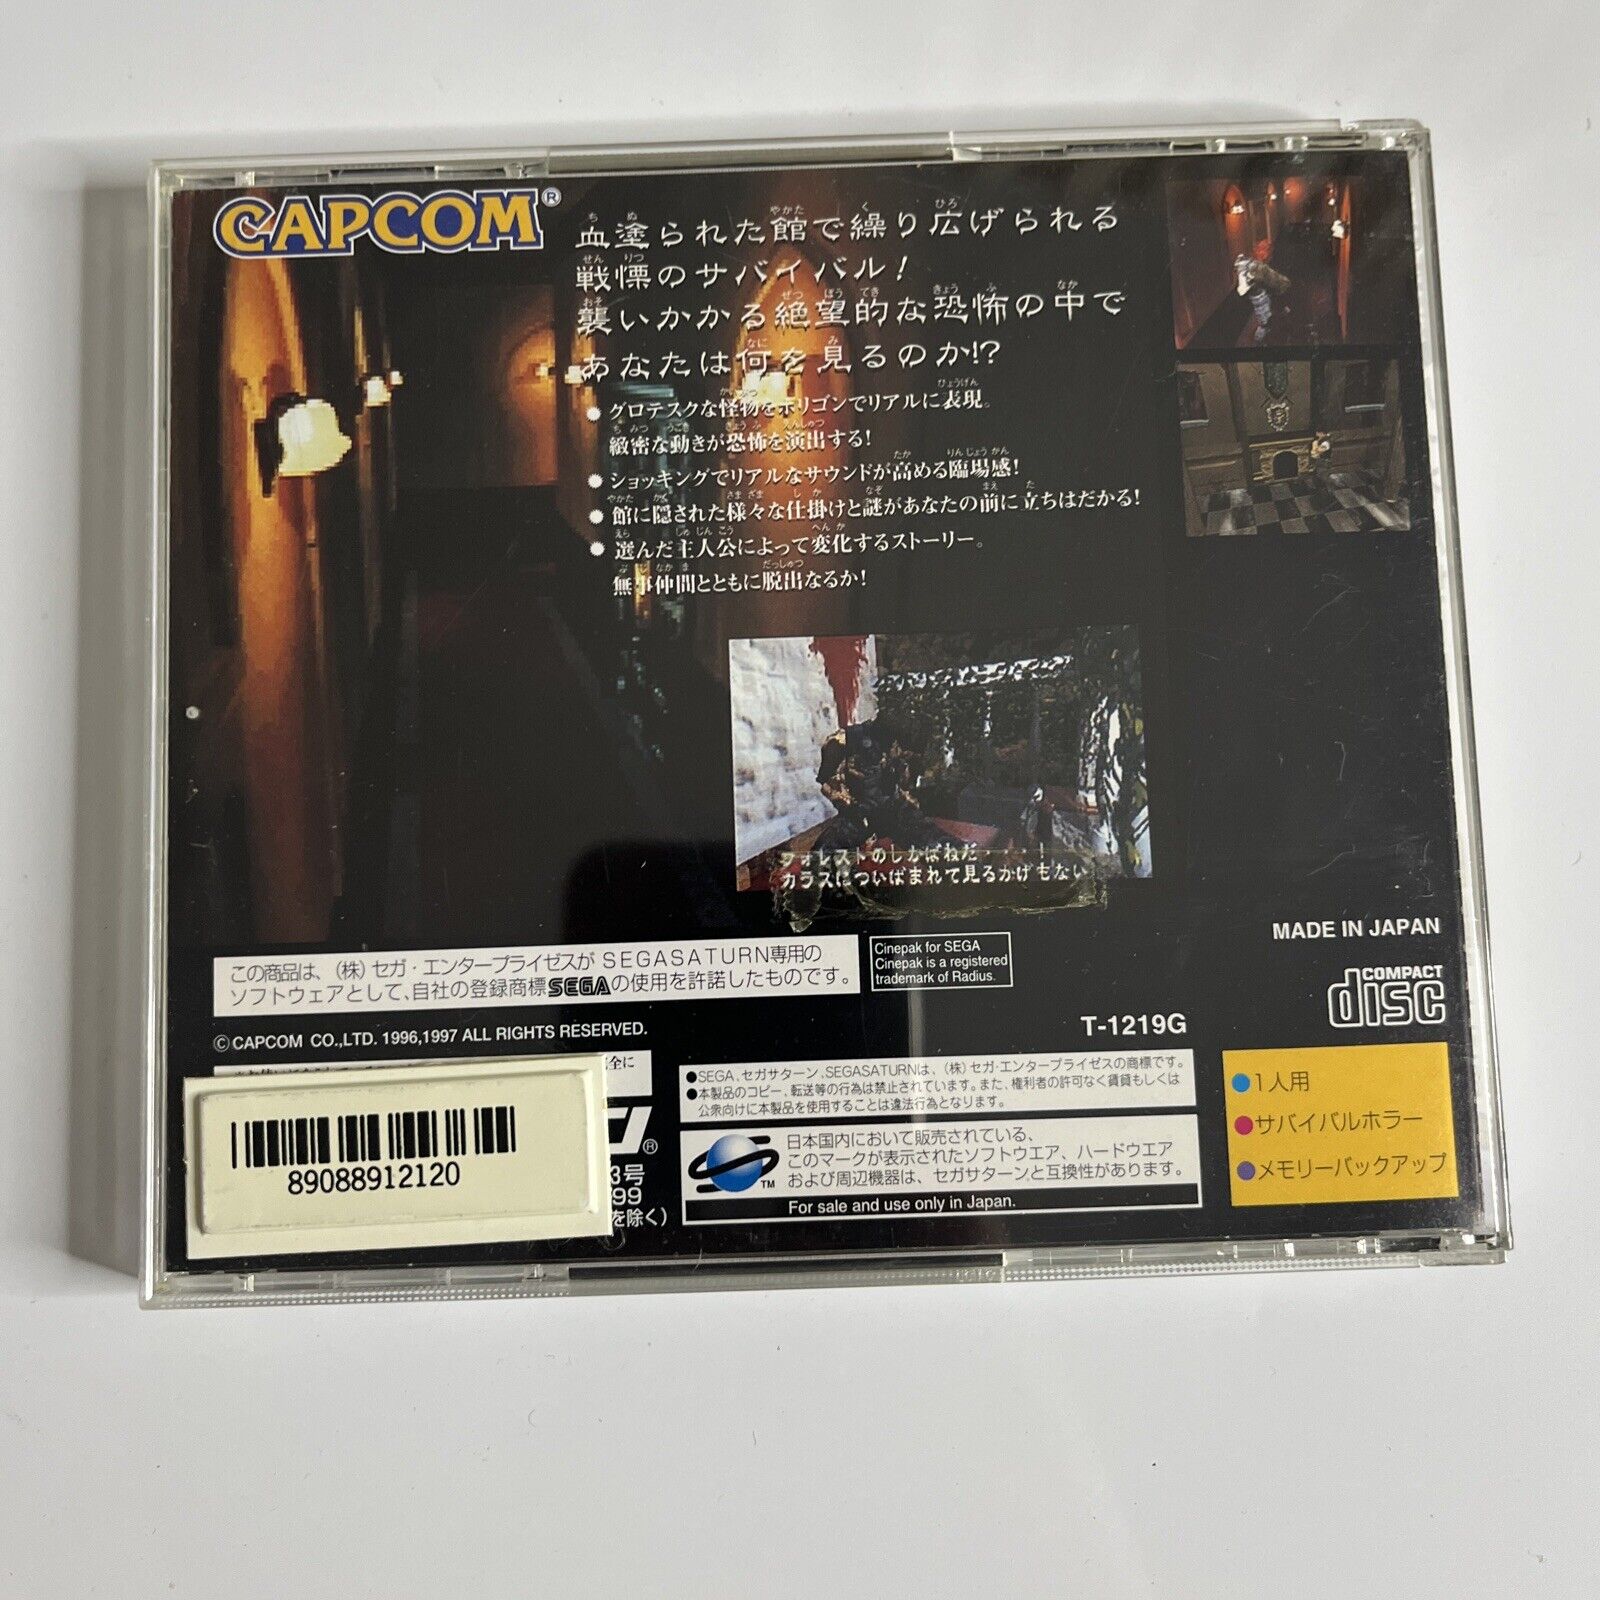 CAPCOM®
血塗られた館で繰り広げられる
戦慄のサバイバル!
襲いかかる絶望的な恐怖の中で
あなたは何を見るのか!?
グロテスクな怪物をポリゴンでリアルに表現。
緻密な動きが恐怖を演出する!
ショッキングでリアルなサウンドが高める臨場感!
館に隠された様々な仕掛けと謎があなたの前に立ちはだかる!
選んだ主人公によって変化するストーリー。
無事仲間とともに脱出なるか!
フォレストのしかばねだ・・・!
カラスについばまれて見るかげもない
MADE IN JAPAN
この商品は、(株)セガ・エンタープライゼスがSEGASATURN専用の
ソフトウェアとして、自社の登録商標SEGAの使用を許諾したものです。
Cinepak for SEGA
Cinepak is a registered
trademark of Radius.
COMPACT
disc
©CAPCOM CO.,LTD. 1996,1997 ALL RIGHTS RESERVED.
T-1219G
●SEGA、セガサターン、SEGASATURNは、(株)セガ・エンタープライゼスの商標です。
●本製品のコピー、転送等の行為は禁止されています。また、権利者の許可なく賃貸もしくは
公衆向けに本製品を使用することは違法行為となります。
日本国内において販売されている、
このマークが表示されたソフトウエア、ハードウエア
および周辺機器は、セガサターンと互換性があります。
TM
For sale and use only in Japan.
●1人用
●サバイバルホラー
●メモリーバックアップ
89088912120
®
3号
99
を除く)